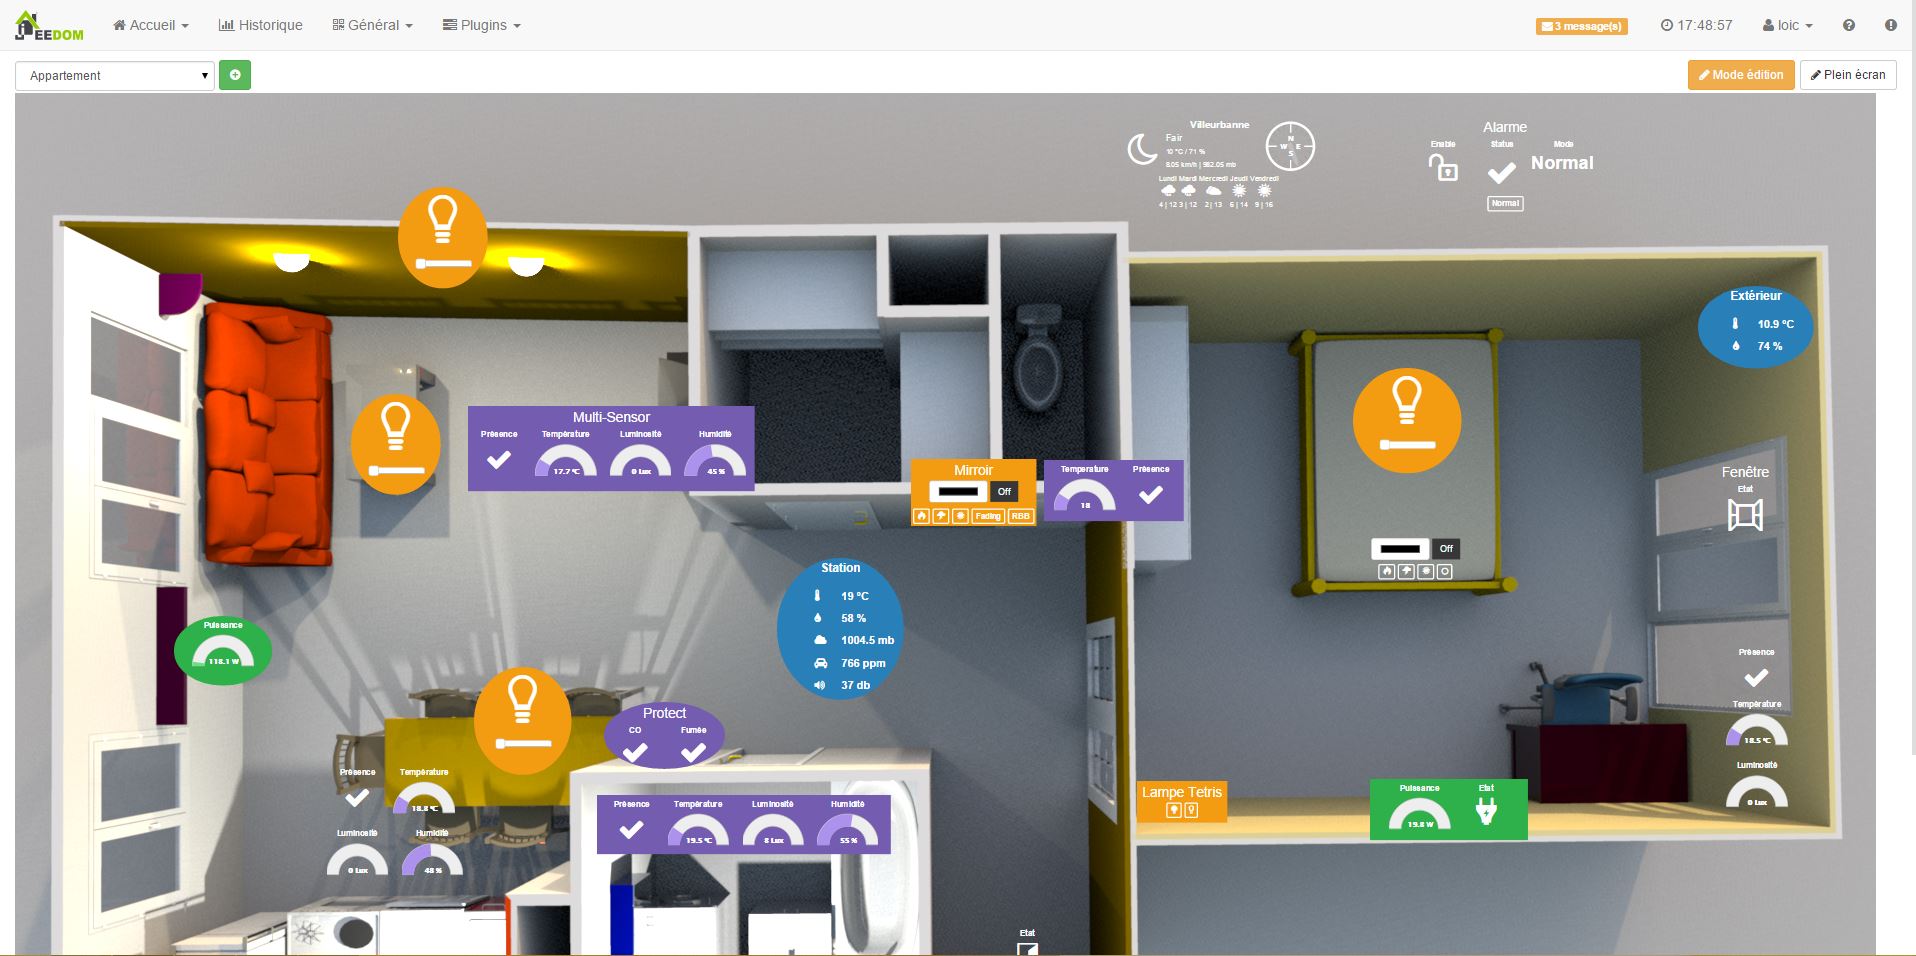 JEEDOM
Accueil
Historique
Général
Plugins
3 message(s)
17:48:57
loic
Appartement
Mode édition
Plein écran
Villeurbanne
Fair
10 °C / 71 %
8.05 km/h | 982.05 mb
N
W E
S
Lundi Mardi Mercredi Jeudi Vendredi
4 | 12 3 | 12 2 | 13 6 | 14 9 | 16
Alarme
Enable Status Mode
Normal
Normal
Extérieur
10.9 °C
74 %
Multi-Sensor
Présence Température Luminosité Humidité
17.7 °C 0 Lux 45 %
Mirroir
Off
Fading RBB
Temperature Présence
18
Off
Fenêtre
Etat
Station
19 °C
58 %
1004.5 mb
766 ppm
37 db
Puissance
118.1 W
Protect
CO Fumée
Présence Température
18.8 °C
Luminosité Humidité
0 Lux 48 %
Présence Température Luminosité Humidité
19.5 °C 8 Lux 55 %
Lampe Tetris
Puissance Etat
19.8 W
Présence
Température
18.5 °C
Luminosité
0 Lux
Etat